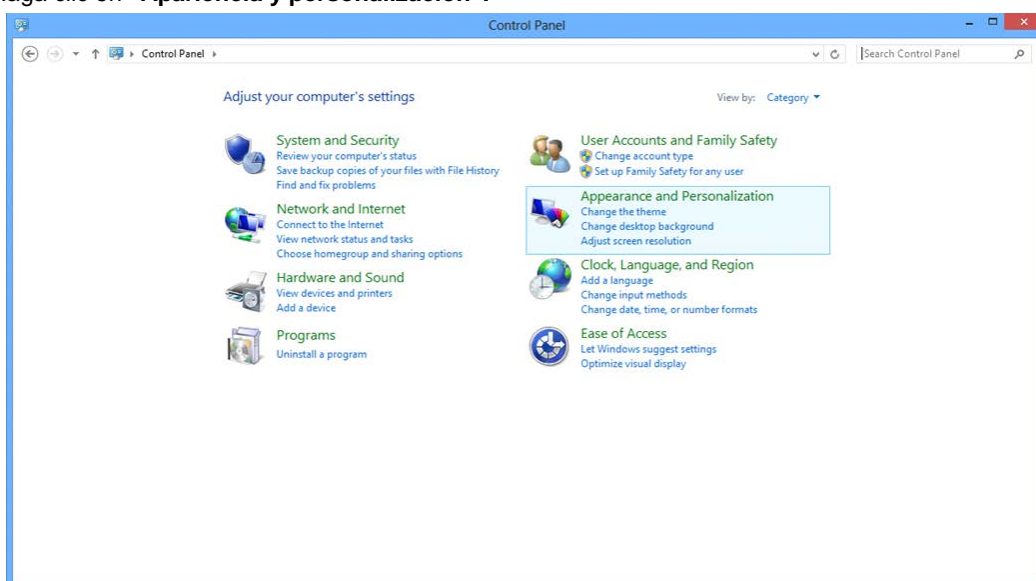 haga clic en "Apariencia y personalización".
Control Panel
Control Panel
Search Control Panel
Adjust your computer's settings
View by: Category
System and Security
Review your computer's status
Save backup copies of your files with File History
Find and fix problems
Network and Internet
Connect to the Internet
View network status and tasks
Choose homegroup and sharing options
Hardware and Sound
View devices and printers
Add a device
Programs
Uninstall a program
User Accounts and Family Safety
Change account type
Set up Family Safety for any user
Appearance and Personalization
Change the theme
Change desktop background
Adjust screen resolution
Clock, Language, and Region
Add a language
Change input methods
Change date, time, or number formats
Ease of Access
Let Windows suggest settings
Optimize visual display